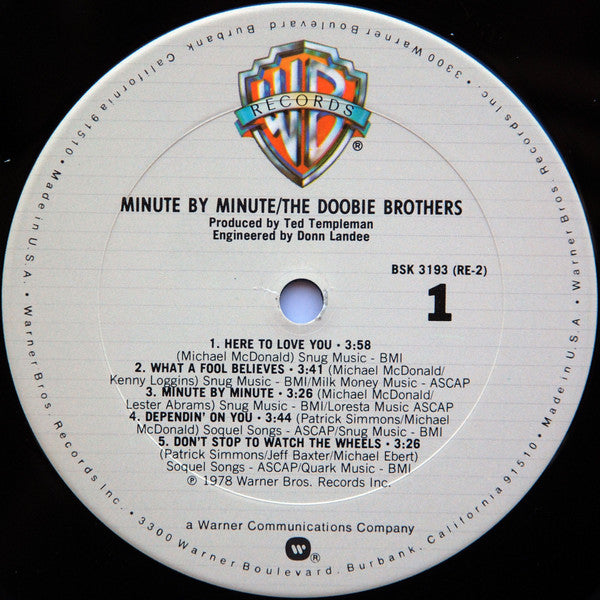 WB
RECORDS
®
MINUTE BY MINUTE/THE DOOBIE BROTHERS
Produced by Ted Templeman
Engineered by Donn Landee
BSK 3193 (RE-2)
1
1. HERE TO LOVE YOU • 3:58
(Michael McDonald) Snug Music - BMI
2. WHAT A FOOL BELIEVES • 3:41 (Michael McDonald/
Kenny Loggins) Snug Music - BMI/Milk Money Music - ASCAP
3. MINUTE BY MINUTE • 3:26 (Michael McDonald/
Lester Abrams) Snug Music - BMI/Loresta Music ASCAP
4. DEPENDIN' ON YOU • 3:44 (Patrick Simmons/Michael
McDonald) Soquel Songs - ASCAP/Snug Music - BMI
5. DON'T STOP TO WATCH THE WHEELS • 3:26
(Patrick Simmons/Jeff Baxter/Michael Ebert)
Soquel Songs - ASCAP/Quark Music - BMI
℗ 1978 Warner Bros. Records Inc.
a Warner Communications Company
W ®
Warner Bros. Records Inc. • 3300 Warner Boulevard, Burbank, California 91510 • Made in U.S.A. •
Warner Bros. Records Inc. • 3300 Warner Boulevard, Burbank, California 91510 • Made in U.S.A. •